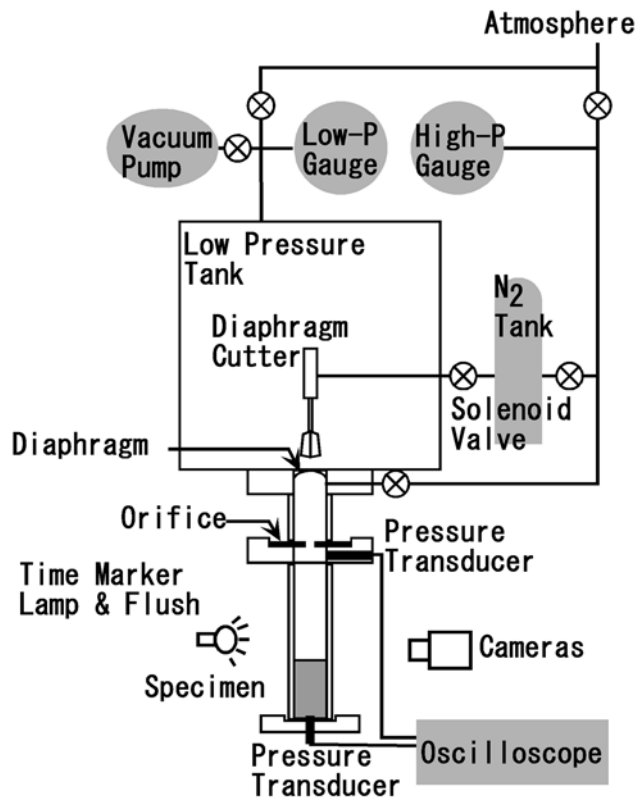 Atmosphere
Vacuum
Pump
Low-P
Gauge
High-P
Gauge
Low Pressure
Tank
N2
Tank
Diaphragm
Cutter
Solenoid
Valve
Diaphragm
Orifice
Pressure
Transducer
Time Marker
Lamp & Flush
Cameras
Specimen
Pressure
Transducer
Oscilloscope